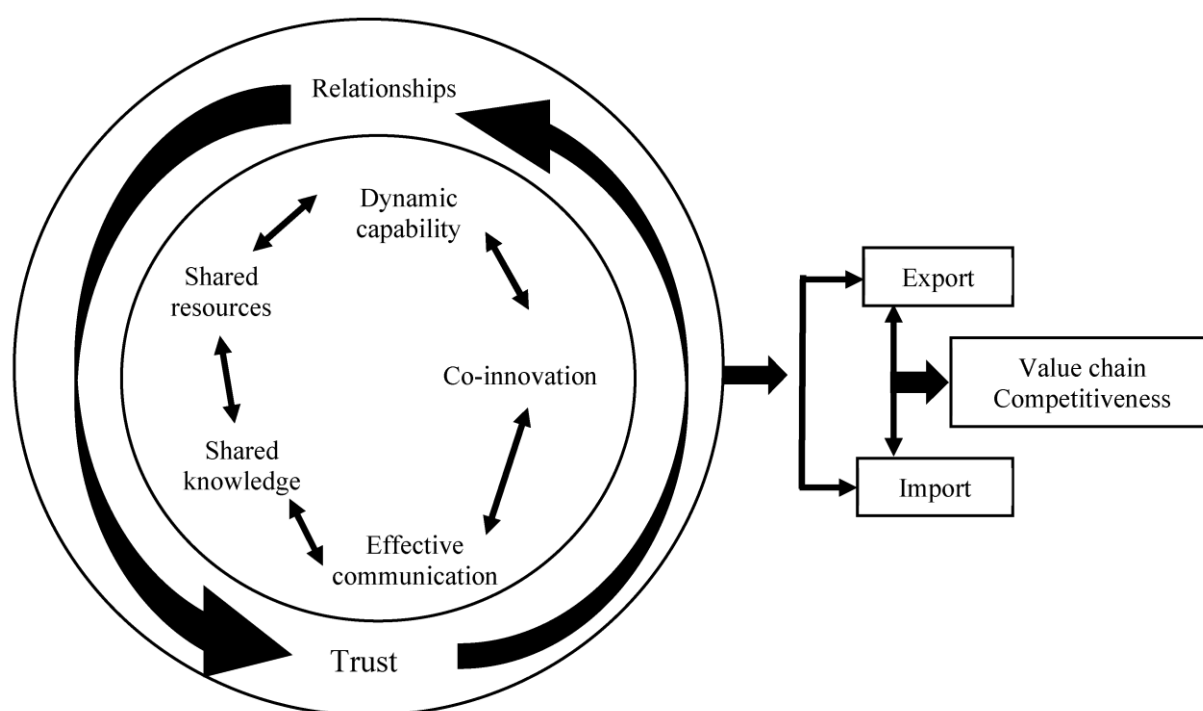 Relationships
Dynamic
capability
Shared
resources
Co-innovation
Shared
knowledge
Effective
communication
Trust
Export
Value chain
Competitiveness
Import